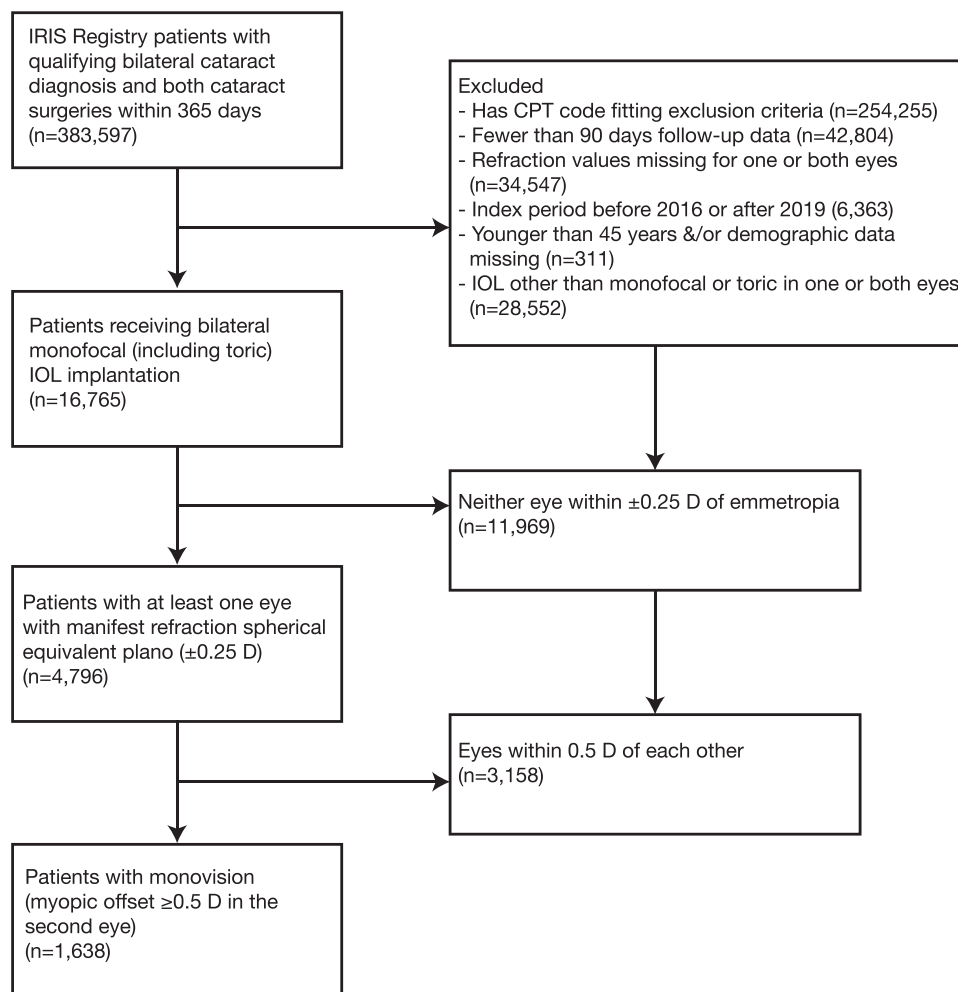 IRIS Registry patients with
qualifying bilateral cataract
diagnosis and both cataract
surgeries within 365 days
(n=383,597)
Excluded
- Has CPT code fitting exclusion criteria (n=254,255)
- Fewer than 90 days follow-up data (n=42,804)
- Refraction values missing for one or both eyes
(n=34,547)
- Index period before 2016 or after 2019 (6,363)
- Younger than 45 years &/or demographic data
missing (n=311)
- IOL other than monofocal or toric in one or both eyes
(n=28,552)
Patients receiving bilateral
monofocal (including toric)
IOL implantation
(n=16,765)
Neither eye within ±0.25 D of emmetropia
(n=11,969)
Patients with at least one eye
with manifest refraction spherical
equivalent plano (±0.25 D)
(n=4,796)
Eyes within 0.5 D of each other
(n=3,158)
Patients with monovision
(myopic offset ≥0.5 D in the
second eye)
(n=1,638)